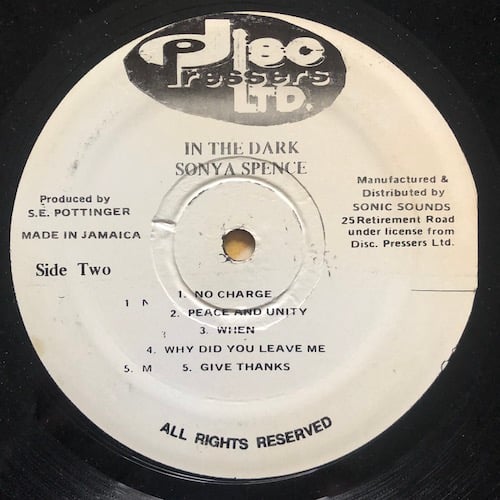 Disc
Pressers
LTD.
IN THE DARK
SONYA SPENCE
Produced by
S.E. POTTINGER
MADE IN JAMAICA
Side Two
Manufactured &
Distributed by
SONIC SOUNDS
25 Retirement Road
under license from
Disc. Pressers Ltd.
1 N 1. NO CHARGE
2. PEACE AND UNITY
3. WHEN
4. WHY DID YOU LEAVE ME
5. M 5. GIVE THANKS
ALL RIGHTS RESERVED